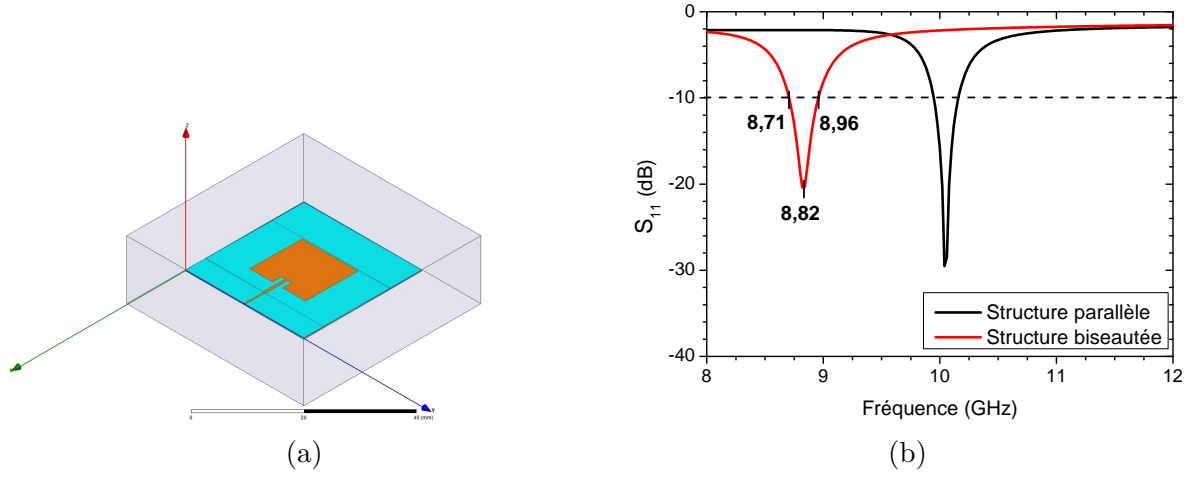 Z
Y
0
20
40 (mm)
(a)
0
-10
-20
-30
-40
S11 (dB)
8,71
8,96
8,82
Structure parallèle
Structure biseautée
8
9
10
11
12
Fréquence (GHz)
(b)